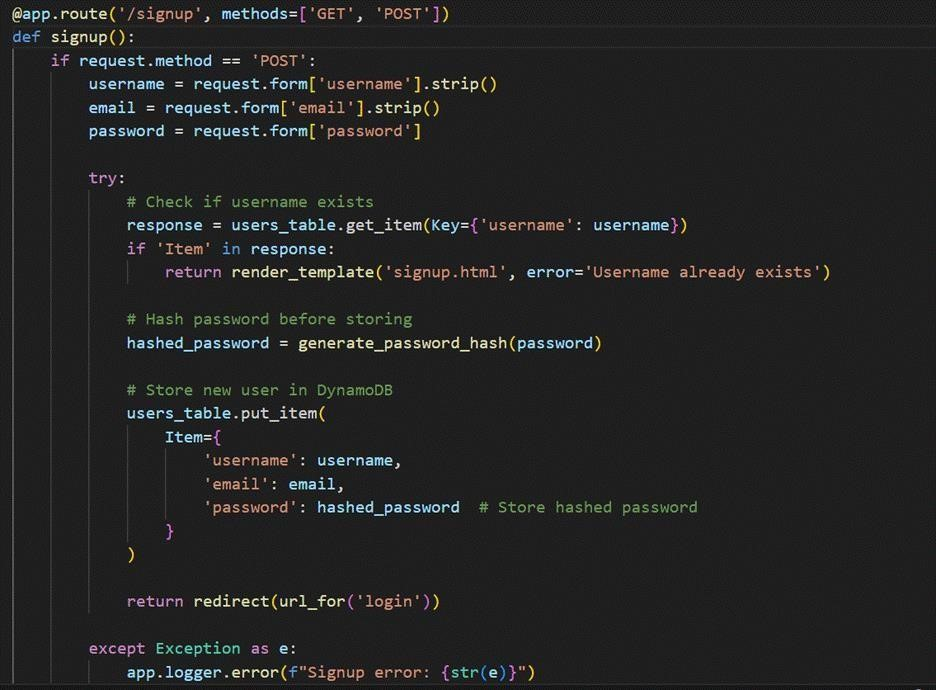 @app.route('/signup', methods=['GET', 'POST'])
def signup():
    if request.method == 'POST':
        username = request.form['username'].strip()
        email = request.form['email'].strip()
        password = request.form['password']

        try:
            # Check if username exists
            response = users_table.get_item(Key={'username': username})
            if 'Item' in response:
                return render_template('signup.html', error='Username already exists')

            # Hash password before storing
            hashed_password = generate_password_hash(password)

            # Store new user in DynamoDB
            users_table.put_item(
                Item={
                    'username': username,
                    'email': email,
                    'password': hashed_password  # Store hashed password
                }
            )

            return redirect(url_for('login'))

        except Exception as e:
            app.logger.error(f"Signup error: {str(e)}")